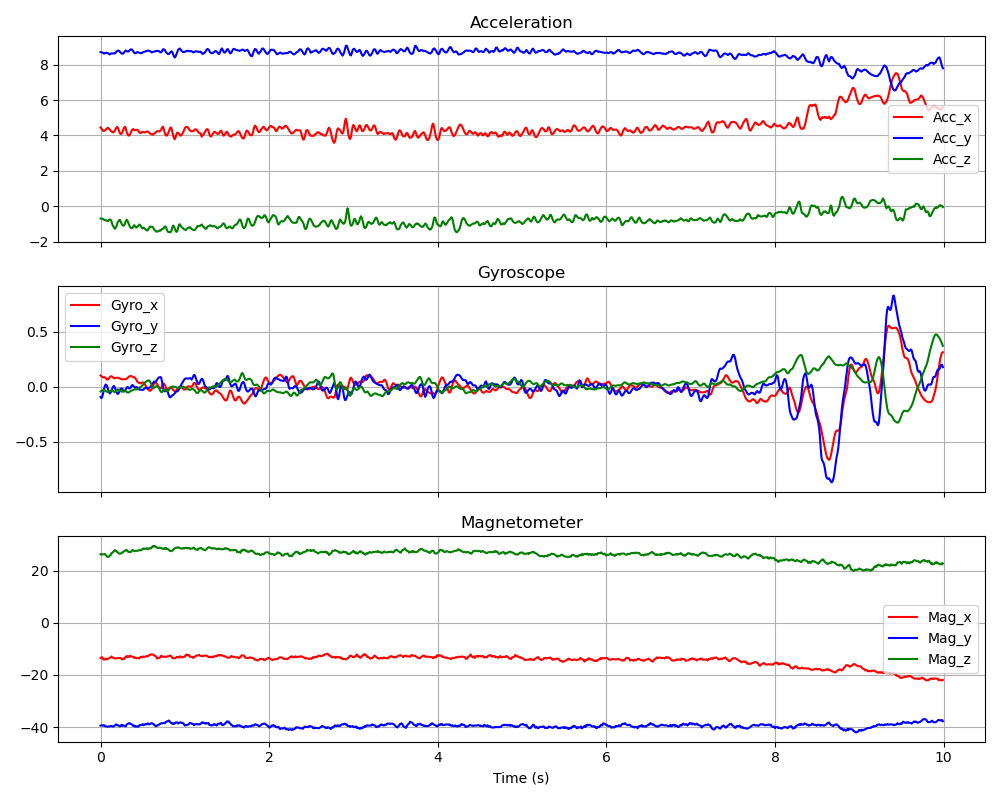 Acceleration
8
6
4
2
0
−2
Acc_x
Acc_y
Acc_z
Gyroscope
Gyro_x
Gyro_y
Gyro_z
0.5
0.0
−0.5
Magnetometer
20
0
−20
−40
Mag_x
Mag_y
Mag_z
0 2 4 6 8 10
Time (s)